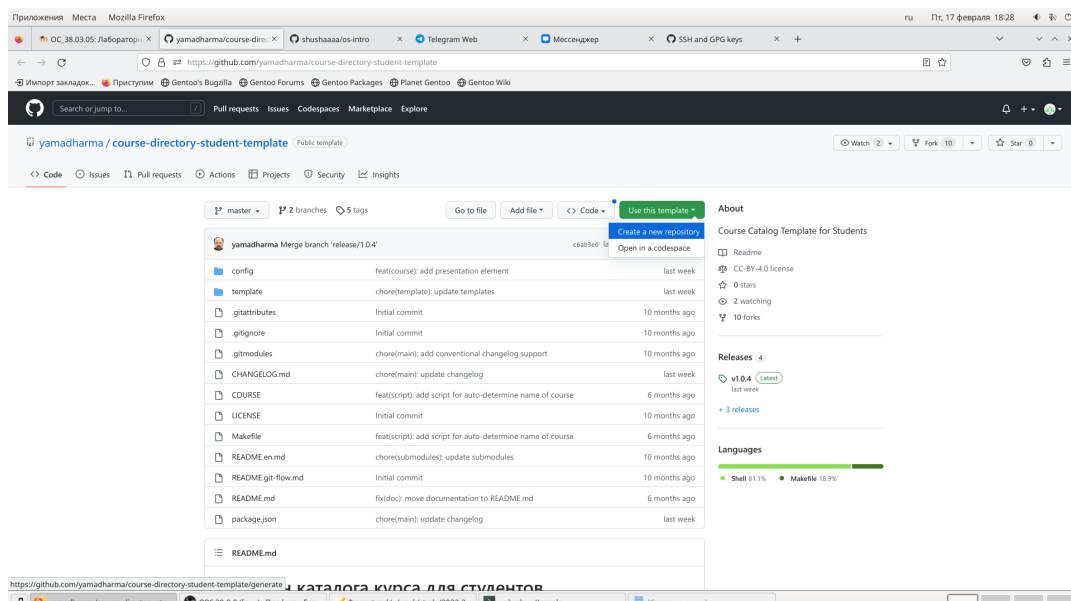 Приложения Места Mozilla Firefox
ru Пт, 17 февраля 18:28
ОС_38.03.05: Лабораторн
yamadharma/course-direc
shushaaaa/os-intro
Telegram Web
Мессенджер
SSH and GPG keys
https://github.com/yamadharma/course-directory-student-template
Импорт закладок... Приступим Gentoo's Bugzilla Gentoo Forums Gentoo Packages Planet Gentoo Gentoo Wiki
Search or jump to... / Pull requests Issues Codespaces Marketplace Explore
yamadharma / course-directory-student-template Public template
Watch 2 Fork 10 Star 0
Code Issues Pull requests Actions Projects Security Insights
master 2 branches 5 tags Go to file Add file Code Use this template
Create a new repository
Open in a codespace
yamadharma Merge branch 'release/1.0.4' c6ab3e6
config feat(course): add presentation element last week
template chore(template): update templates last week
.gitattributes Initial commit 10 months ago
.gitignore Initial commit 10 months ago
.gitmodules chore(main): add conventional changelog support 10 months ago
CHANGELOG.md chore(main): update changelog last week
COURSE feat(script): add script for auto-determine name of course 6 months ago
LICENSE Initial commit 10 months ago
Makefile feat(script): add script for auto-determine name of course 6 months ago
README.en.md chore(submodules): update submodules 10 months ago
README.git-flow.md Initial commit 10 months ago
README.md fix(doc): move documentation to README.md 6 months ago
package.json chore(main): update changelog last week
README.md
каталога курса для студентов
About
Course Catalog Template for Students
Readme
CC-BY-4.0 license
0 stars
2 watching
10 forks
Releases 4
v1.0.4 Latest
last week
+ 3 releases
Languages
Shell 81.1% Makefile 18.9%
https://github.com/yamadharma/course-directory-student-template/generate